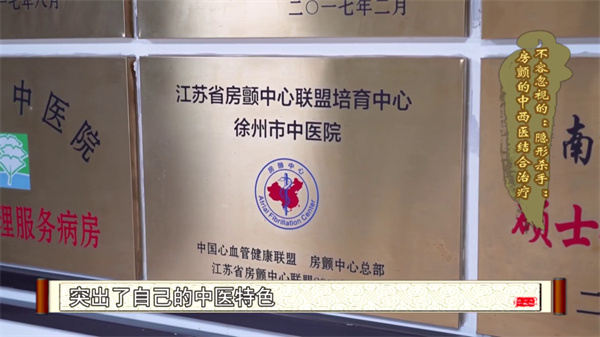 二〇一七年二月
江苏省房颤中心联盟培育中心
徐州市中医院
房颤中心
Atrial Fibrillation Center
中国心血管健康联盟 房颤中心总部
江苏省房颤中心联盟
中医院
理服务病房
南
硕士
不容忽视的：隐形杀手：
房颤的中西医结合治疗
突出了自己的中医特色